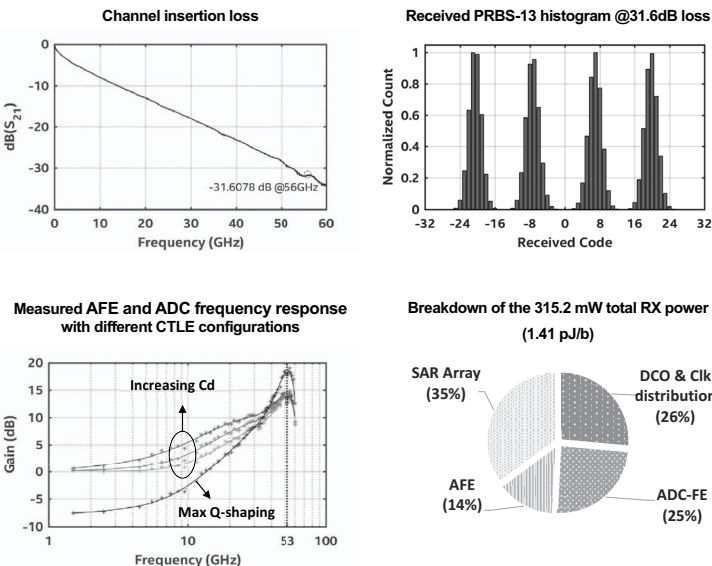 Channel insertion loss
0
-10
-20
-30
-40
dB(S21)
-31.6078 dB @56GHz
0 10 20 30 40 50 60
Frequency (GHz)
Received PRBS-13 histogram @31.6dB loss
1
0.8
0.6
0.4
0.2
0
Normalized Count
-32 -24 -16 -8 0 8 16 24 32
Received Code
Measured AFE and ADC frequency response
with different CTLE configurations
20
15
10
5
0
-5
-10
Gain (dB)
Increasing Cd
Max Q-shaping
1 10 53 100
Frequency (GHz)
Breakdown of the 315.2 mW total RX power
(1.41 pJ/b)
SAR Array
(35%)
DCO & Clk
distribution
(26%)
AFE
(14%)
ADC-FE
(25%)